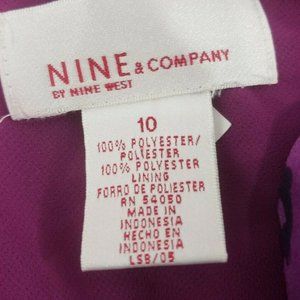 NINE & COMPANY
BY NINE WEST
10
100% POLYESTER/
POLIESTER
100% POLYESTER
LINING
FORRO DE POLIESTER
RN 54050
MADE IN
INDONESIA
HECHO EN
INDONESIA
LSB/05